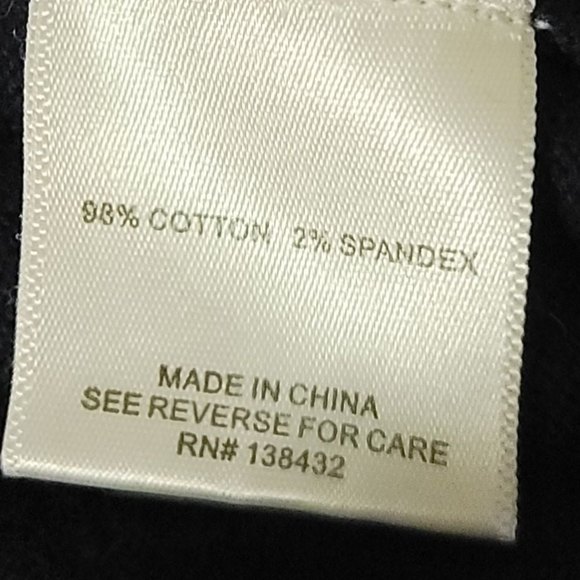 98% COTTON 2% SPANDEX
MADE IN CHINA
SEE REVERSE FOR CARE
RN# 138432